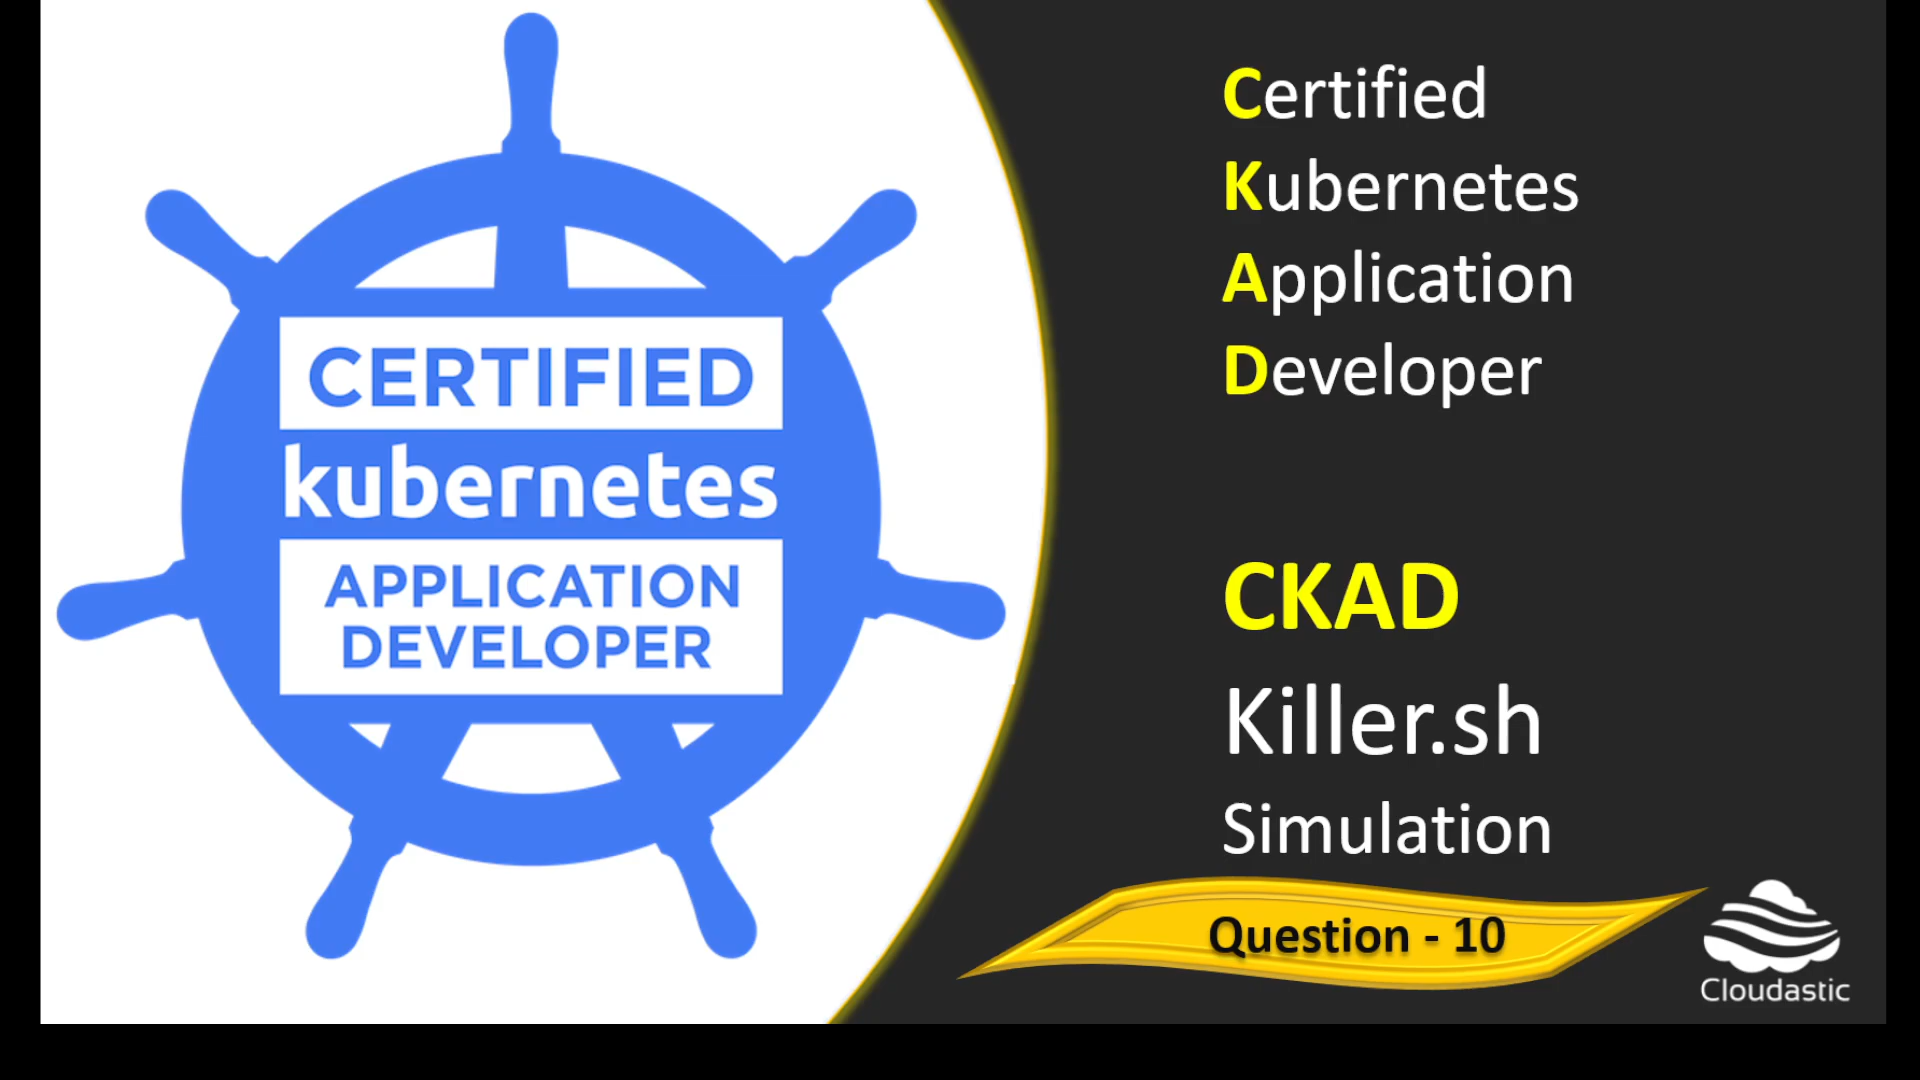 CERTIFIED
kubernetes
APPLICATION
DEVELOPER
Certified
Kubernetes
Application
Developer
CKAD
Killer.sh
Simulation
Question - 10
Cloudastic